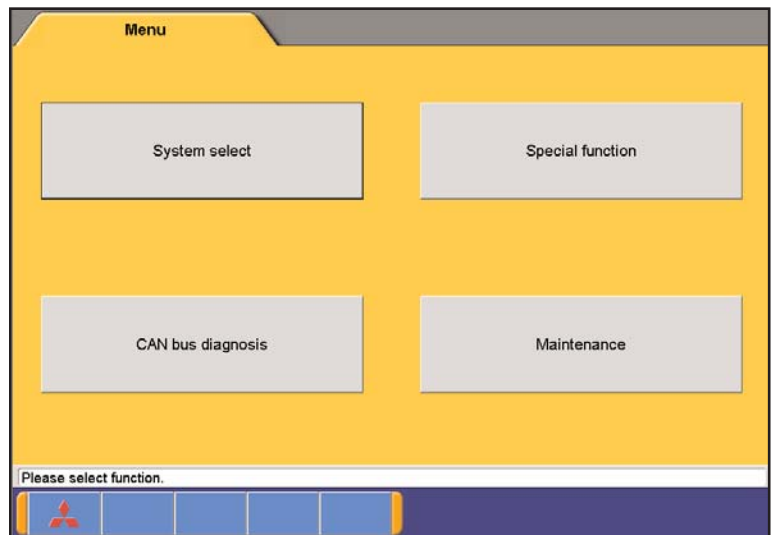 Menu
System select
Special function
CAN bus diagnosis
Maintenance
Please select function.